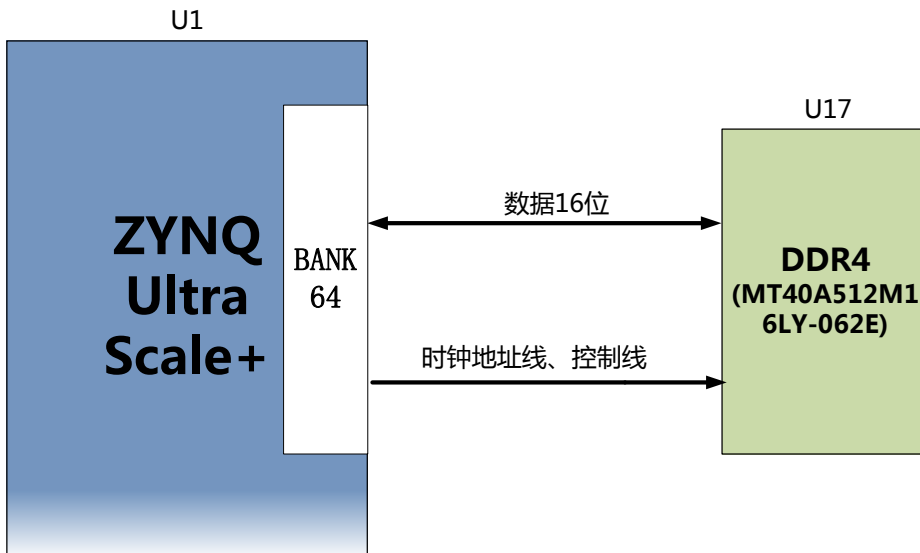 U1
U17
ZYNQ
Ultra
Scale+
BANK
64
数据16位
时钟地址线、控制线
DDR4
(MT40A512M1
6LY-062E)